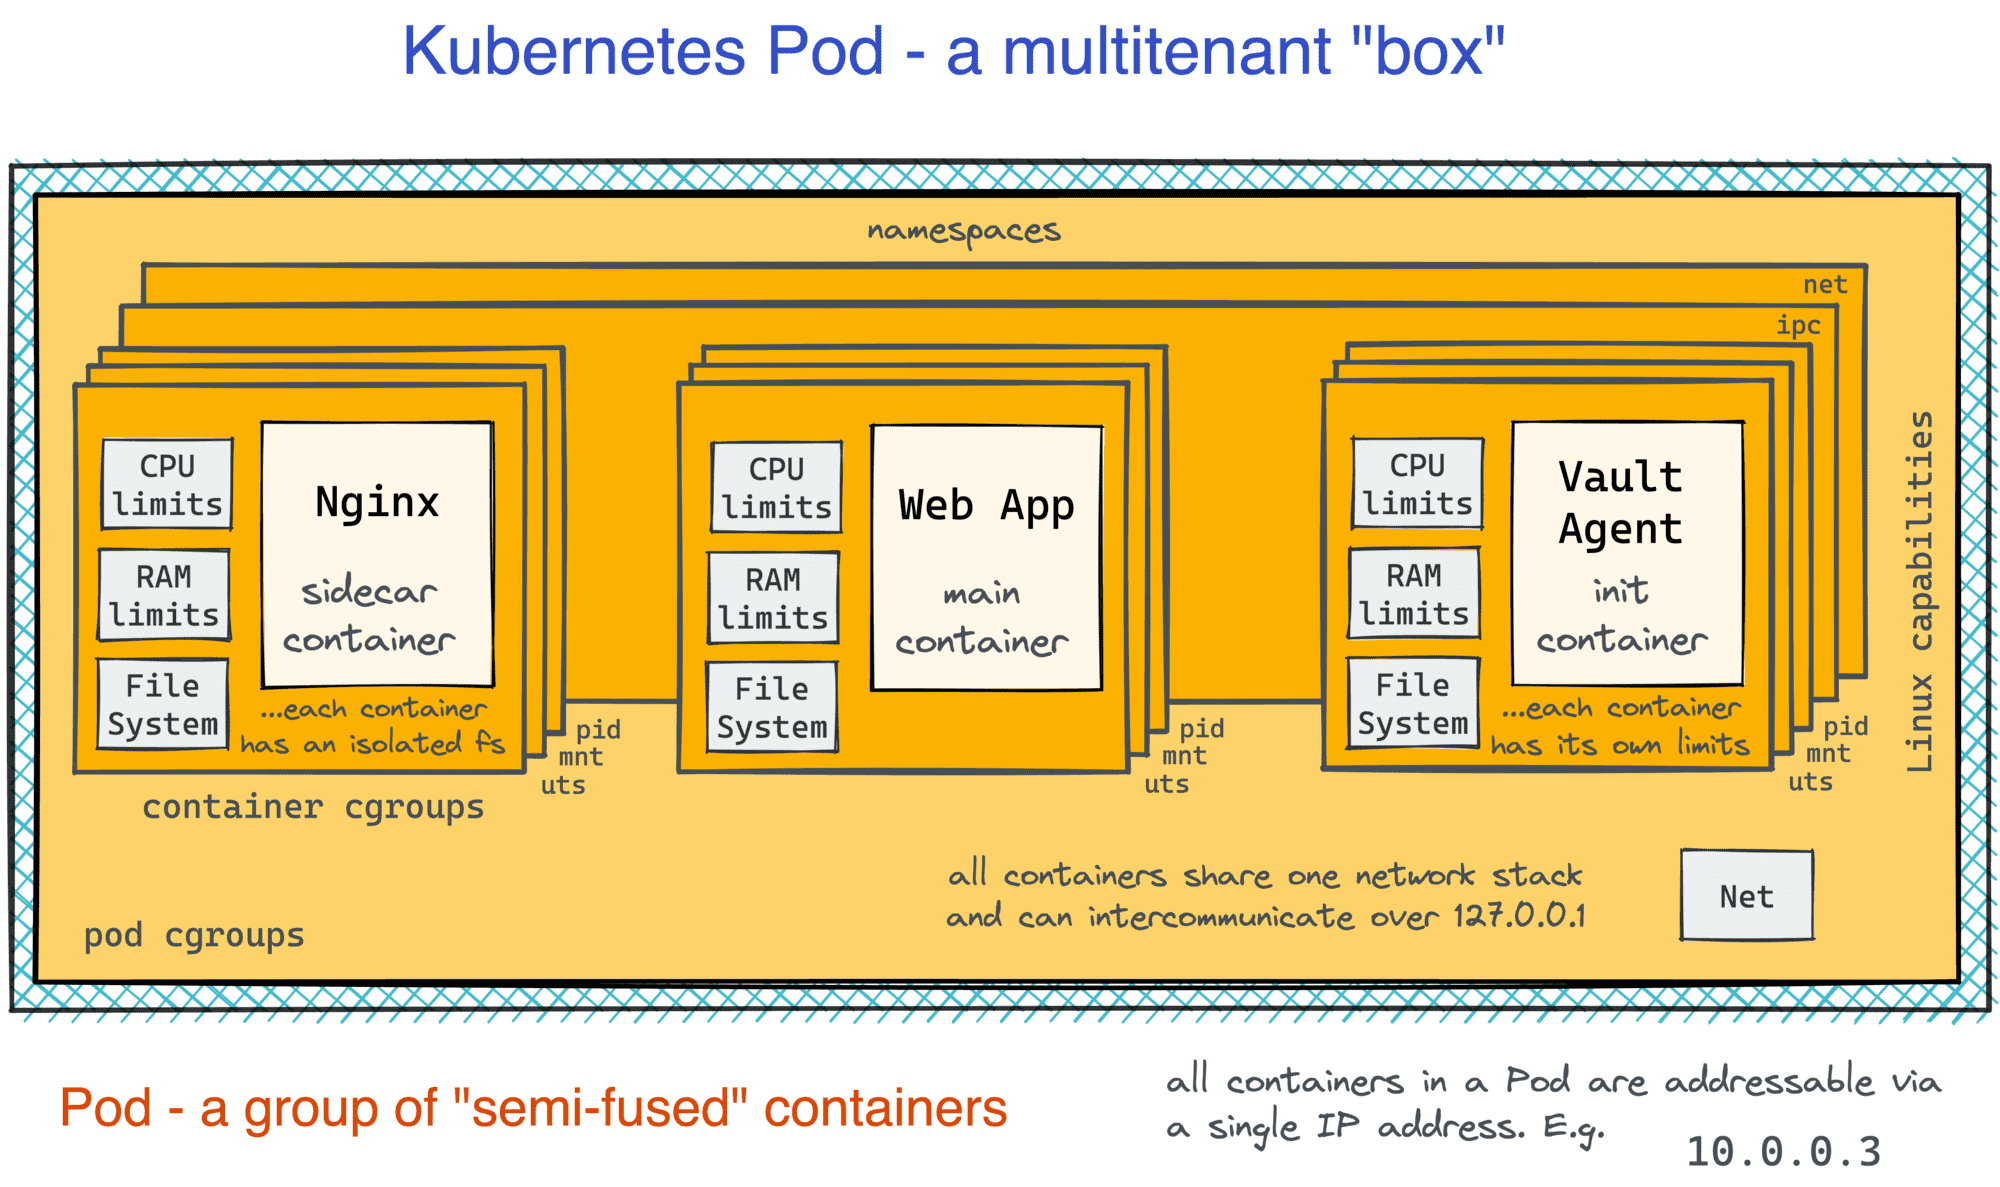 Kubernetes Pod - a multitenant "box"
namespaces
net
ipc
CPU
limits
RAM
limits
File
System
Nginx
sidecar
container
...each container
has an isolated fs
pid
mnt
uts
container cgroups
CPU
limits
RAM
limits
File
System
Web App
main
container
pid
mnt
uts
CPU
limits
RAM
limits
File
System
Vault
Agent
init
container
...each container
has its own limits
pid
mnt
uts
Linux capabilities
all containers share one network stack
and can intercommunicate over 127.0.0.1
Net
pod cgroups
Pod - a group of "semi-fused" containers
all containers in a Pod are addressable via
a single IP address. E.g.
10.0.0.3